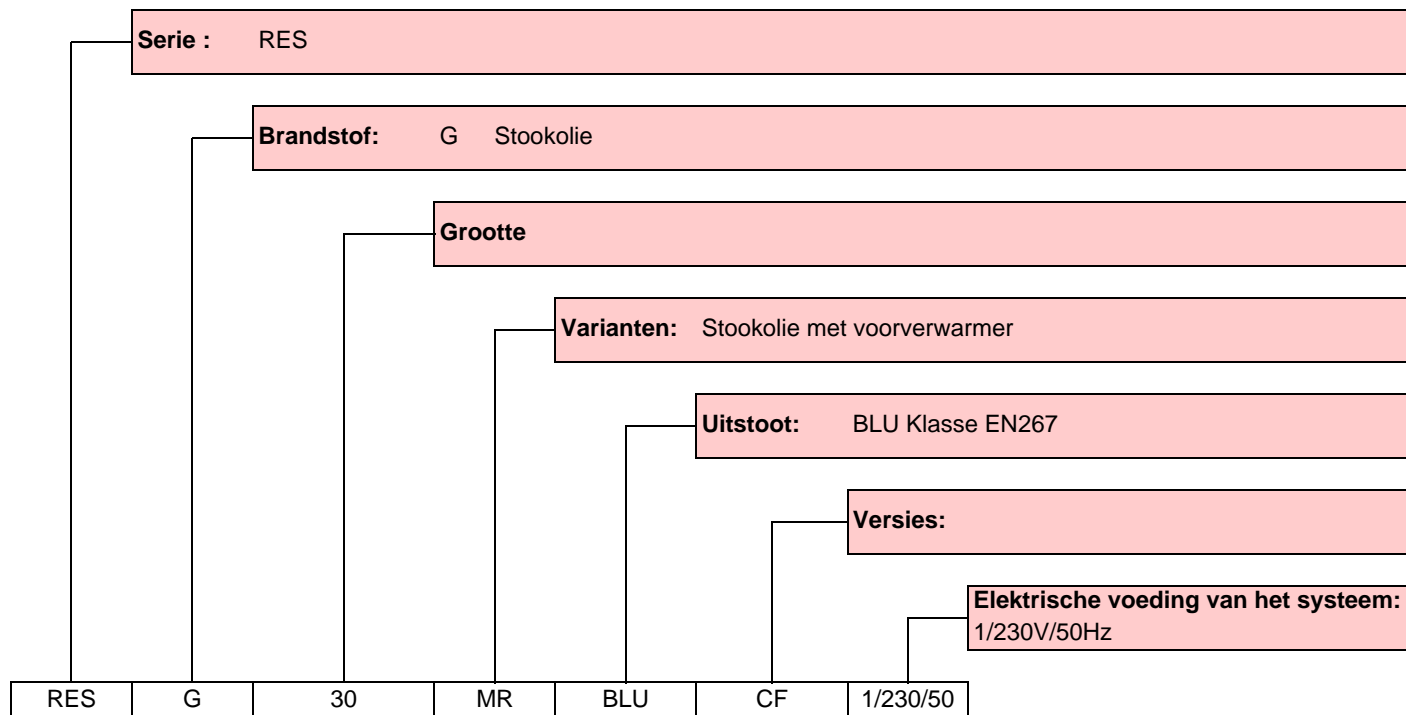 Serie : RES
Brandstof: G Stookolie
Grootte
Varianten: Stookolie met voorverwarmer
Uitstoot: BLU Klasse EN267
Versies:
Elektrische voeding van het systeem:
1/230V/50Hz
RES G 30 MR BLU CF 1/230/50